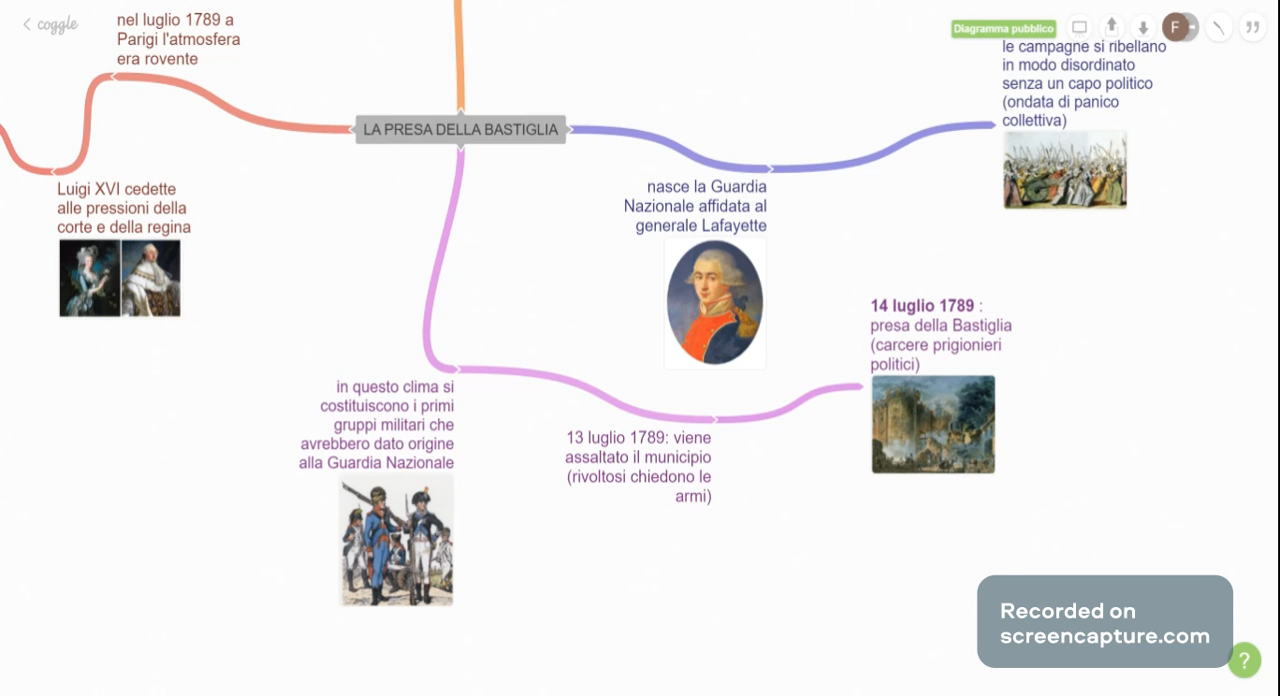 coggle
nel luglio 1789 a
Parigi l'atmosfera
era rovente
Diagramma pubblico
F
le campagne si ribellano
in modo disordinato
senza un capo politico
(ondata di panico
collettiva)
LA PRESA DELLA BASTIGLIA
Luigi XVI cedette
alle pressioni della
corte e della regina
nasce la Guardia
Nazionale affidata al
generale Lafayette
14 luglio 1789 :
presa della Bastiglia
(carcere prigionieri
politici)
in questo clima si
costituiscono i primi
gruppi militari che
avrebbero dato origine
alla Guardia Nazionale
13 luglio 1789: viene
assaltato il municipio
(rivoltosi chiedono le
armi)
Recorded on
screencapture.com
?